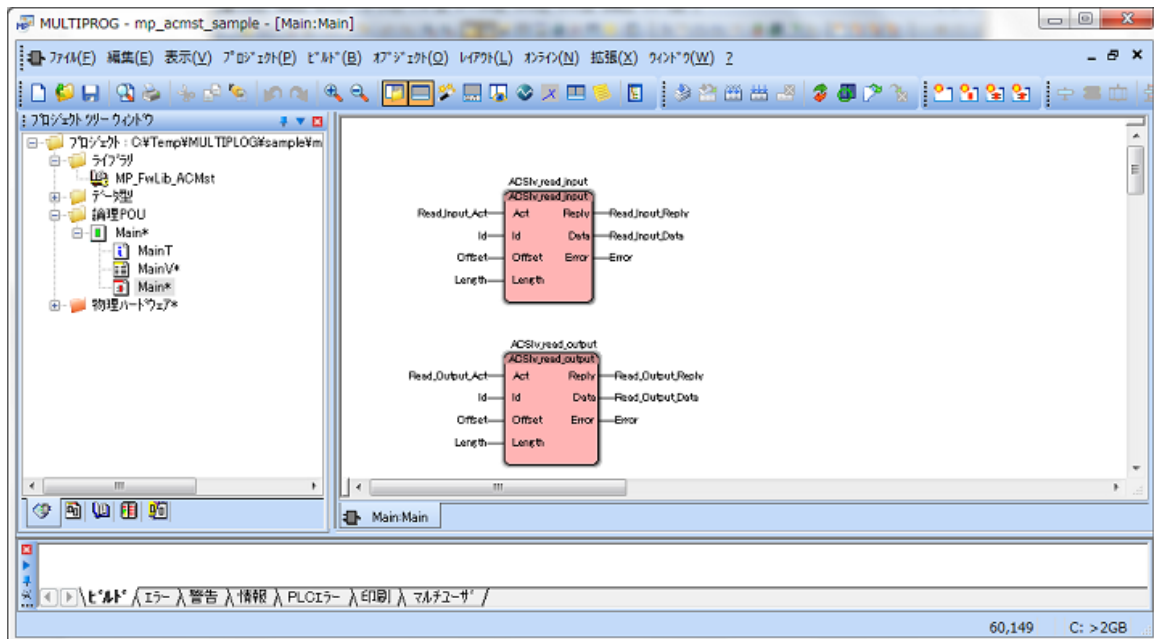 MULTIPROG - mp_acmst_sample - [Main:Main]
ファイル(F) 編集(E) 表示(V) プロジェクト(P) ビルド(B) オブジェクト(O) レイアウト(L) オンライン(N) 拡張(X) ウィンドウ(W) ?
プロジェクト ツリー ウィンドウ
プロジェクト : C:¥Temp¥MULTIPLOG¥sample¥m
ライブラリ
MP_FwLib_ACMst
データ型
論理POU
Main*
MainT
MainV*
Main*
物理ハードウェア*
ACSlv_read_input
ACSlv_read_input
Read_Input_Act Act Reply Read_Input_Reply
Id Id Data Read_Input_Data
Offset Offset Error Error
Length Length
ACSlv_read_output
ACSlv_read_output
Read_Output_Act Act Reply Read_Output_Reply
Id Id Data Read_Output_Data
Offset Offset Error Error
Length Length
Main:Main
ビルド エラー 警告 情報 PLCエラー 印刷 マルチユーザ
60,149 C: >2GB